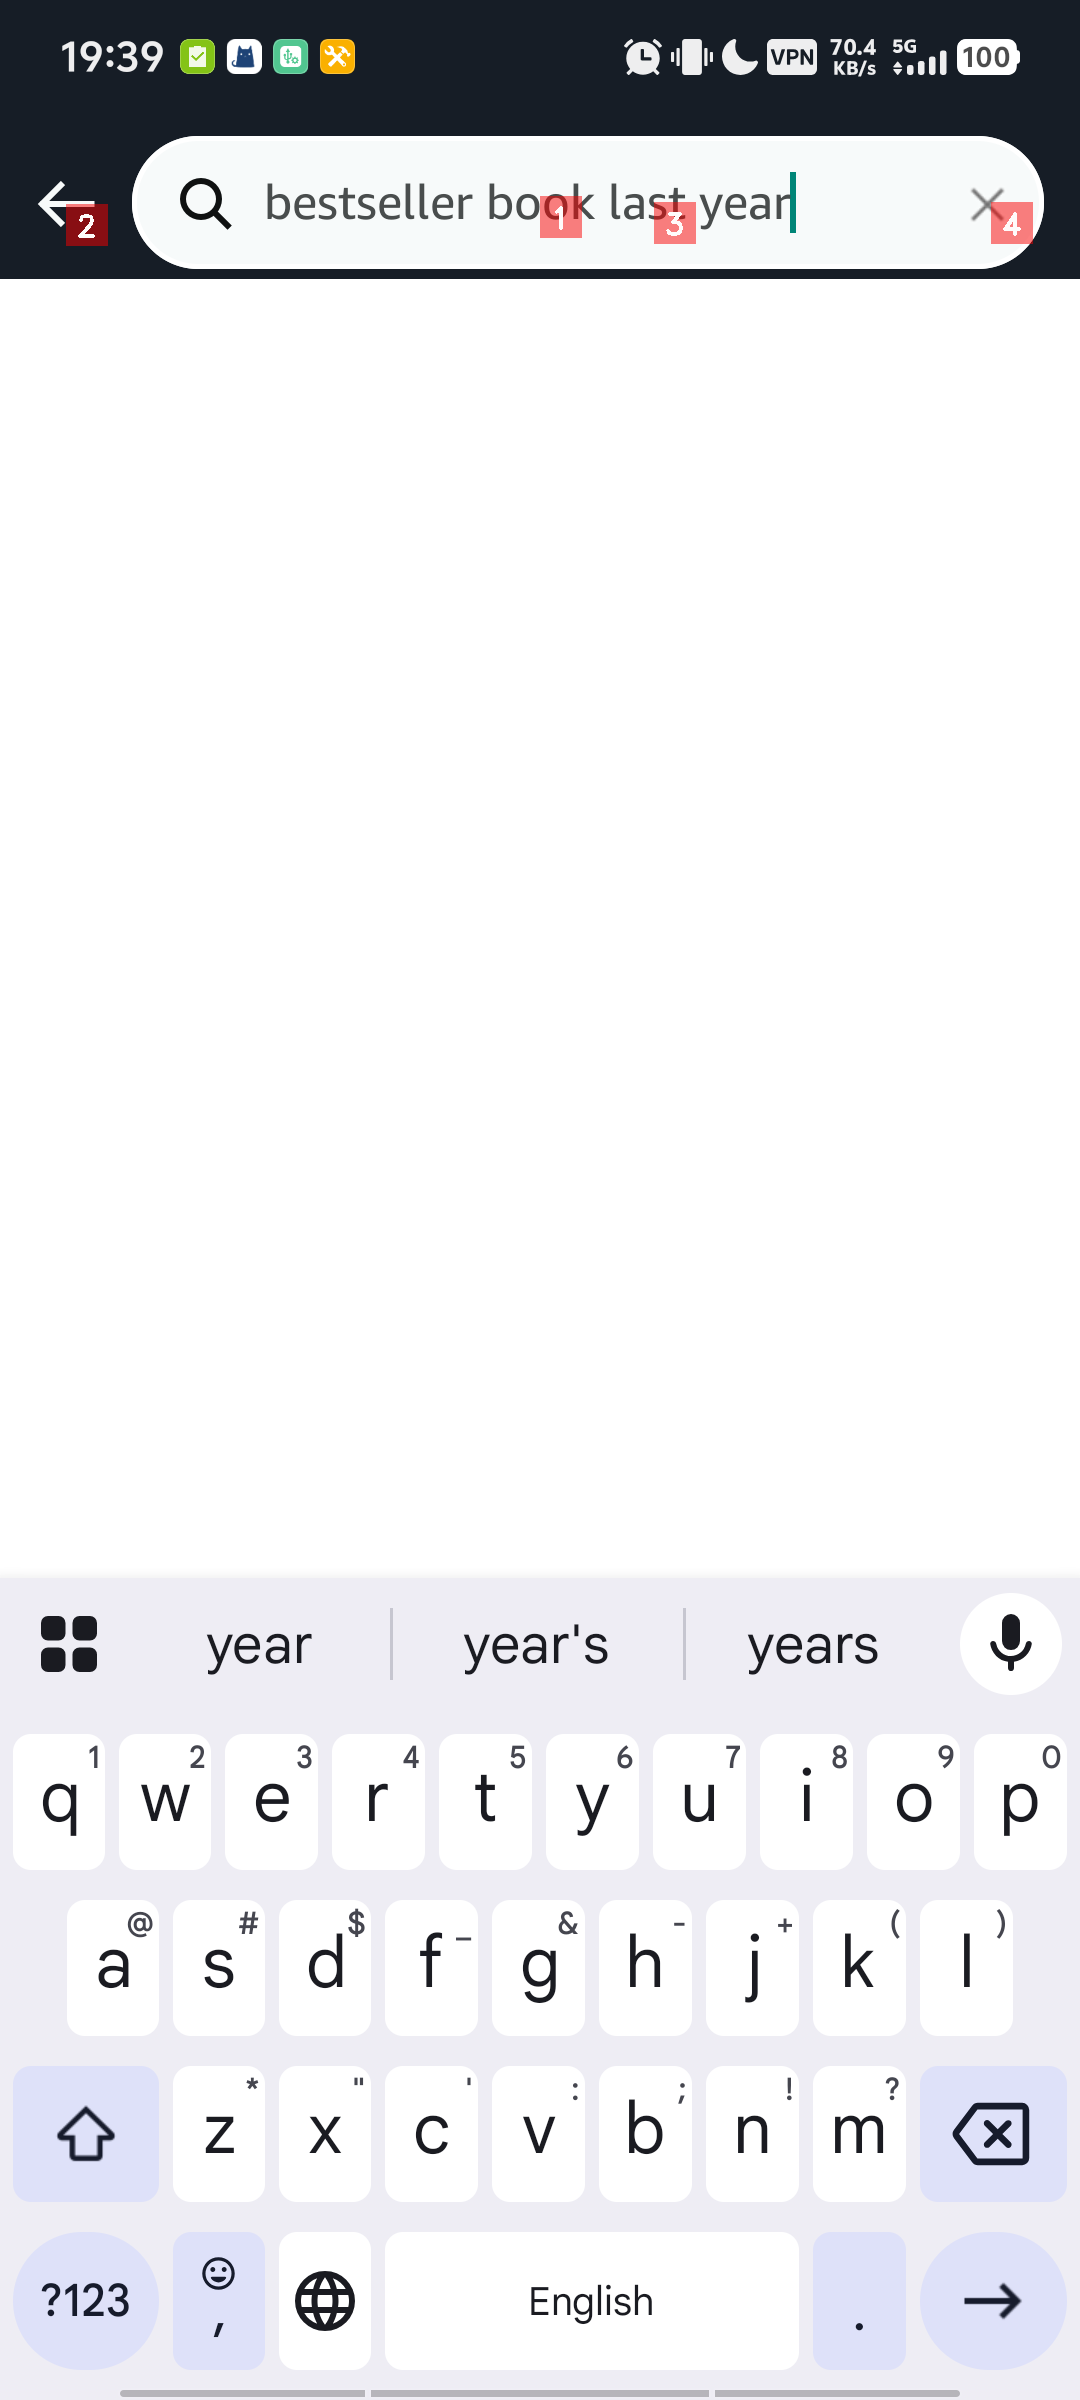 19:39 VPN 70.4 KB/s 5G 100
bestseller book last year
2 1 3 4
year year's years
1 2 3 4 5 6 7 8 9 0
q w e r t y u i o p
@ # $ _ & - + ( )
a s d f g h j k l
* " ' : ; ! ?
z x c v b n m
?123 , English .